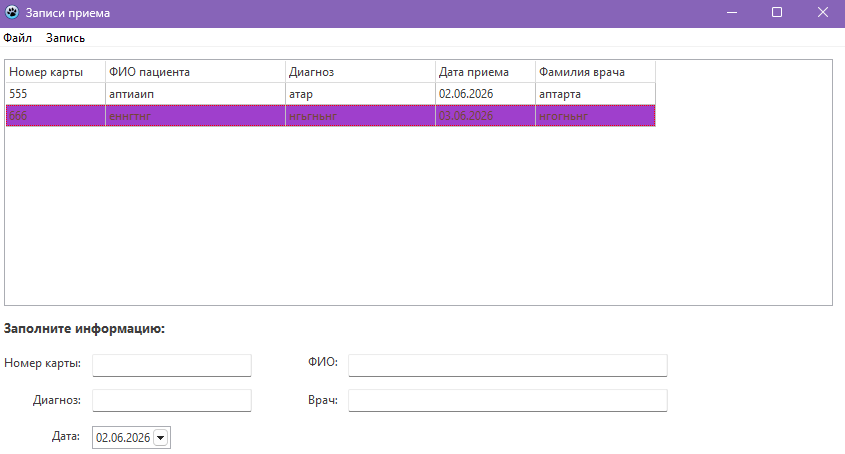 Записи приема
Файл Запись
Номер карты ФИО пациента Диагноз Дата приема Фамилия врача
555 аптиаип атар 02.06.2026 аптарта
666 еннгтнг нгьгньнг 03.06.2026 нгогньнг
Заполните информацию:
Номер карты: ФИО:
Диагноз: Врач:
Дата: 02.06.2026